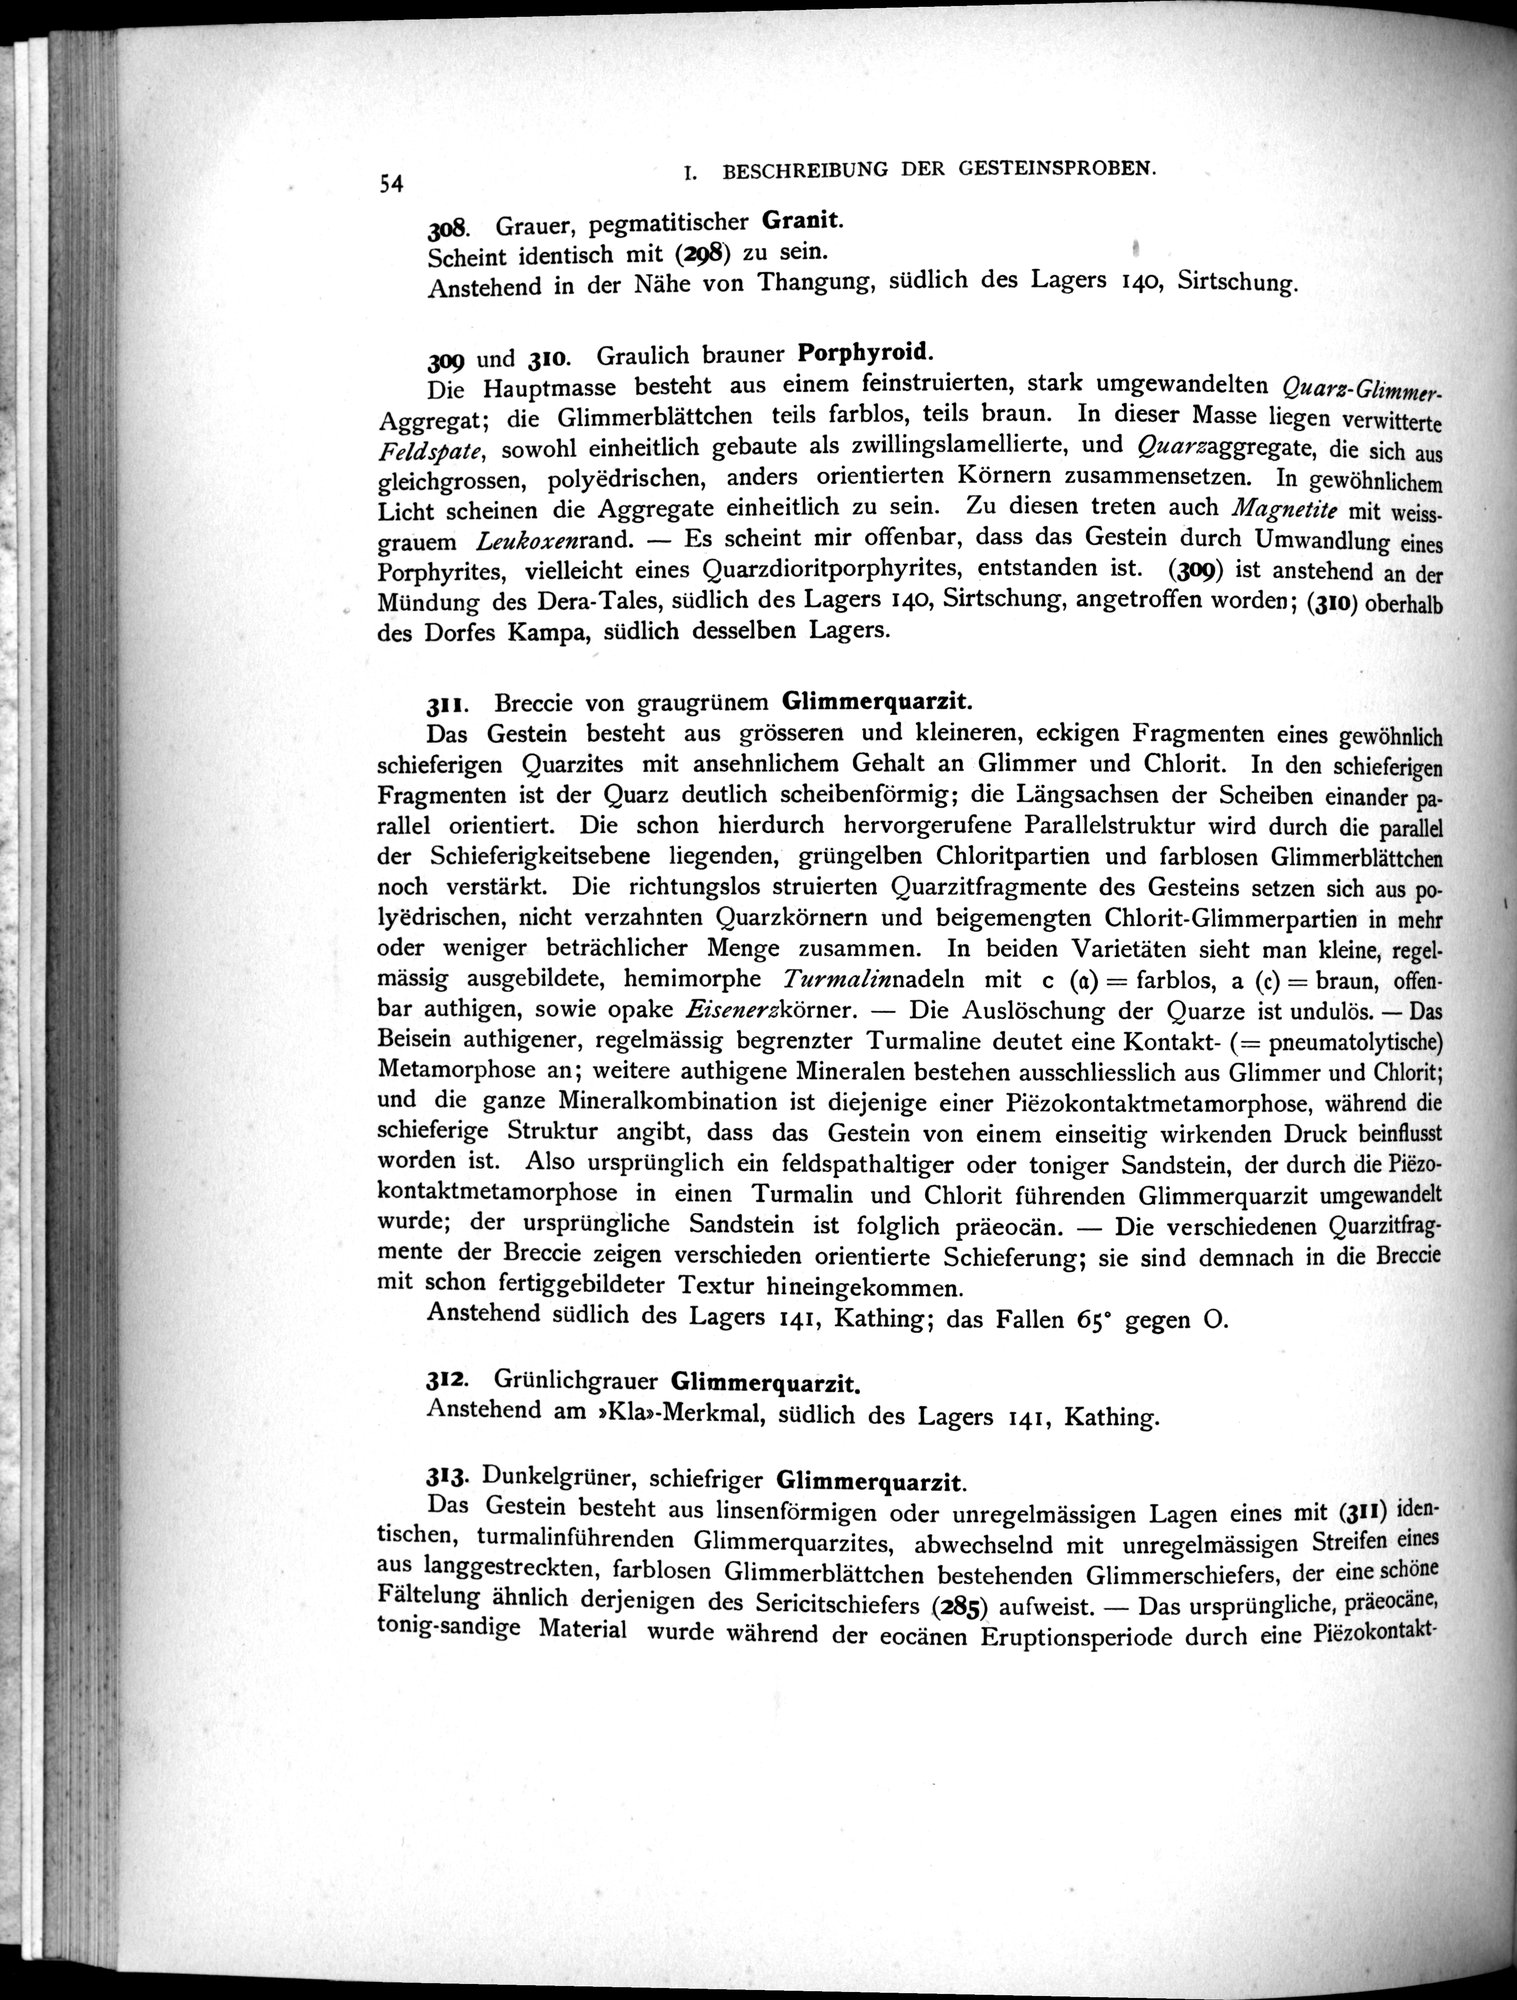 54
I. BESCHREIBUNG DER GESTEINSPROBEN.
308. Grauer, pegmatitischer Granit.
Scheint identisch mit (298) zu sein.
Anstehend in der Nähe von Thangung, südlich des Lagers 140, Sirtschung.
309 und 310. Graulich brauner Porphyroid.
Die Hauptmasse besteht aus einem feinstruierten, stark umgewandelten Quarz-Glimmer-
Aggregat; die Glimmerblättchen teils farblos, teils braun. In dieser Masse liegen verwitterte
Feldspate, sowohl einheitlich gebaute als zwillingslamellierte, und Quarzaggregate, die sich aus
gleichgrossen, polyëdrischen, anders orientierten Körnern zusammensetzen. In gewöhnlichem
Licht scheinen die Aggregate einheitlich zu sein. Zu diesen treten auch Magnetite mit weiss-
grauem Leukoxenrand. — Es scheint mir offenbar, dass das Gestein durch Umwandlung eines
Porphyrites, vielleicht eines Quarzdioritporphyrites, entstanden ist. (309) ist anstehend an der
Mündung des Dera-Tales, südlich des Lagers 140, Sirtschung, angetroffen worden; (310) oberhalb
des Dorfes Kampa, südlich desselben Lagers.
311. Breccie von graugrünem Glimmerquarzit.
Das Gestein besteht aus grösseren und kleineren, eckigen Fragmenten eines gewöhnlich
schieferigen Quarzites mit ansehnlichem Gehalt an Glimmer und Chlorit. In den schieferigen
Fragmenten ist der Quarz deutlich scheibenförmig; die Längsachsen der Scheiben einander pa-
rallel orientiert. Die schon hierdurch hervorgerufene Parallelstruktur wird durch die parallel
der Schieferigkeitsebene liegenden, grüngelben Chloritpartien und farblosen Glimmerblättchen
noch verstärkt. Die richtungslos struierten Quarzitfragmente des Gesteins setzen sich aus po-
lyëdrischen, nicht verzahnten Quarzkörnern und beigemengten Chlorit-Glimmerpartien in mehr
oder weniger beträchlicher Menge zusammen. In beiden Varietäten sieht man kleine, regel-
mässig ausgebildete, hemimorphe Turmalinnadeln mit c (a) = farblos, a (c) = braun, offen-
bar authigen, sowie opake Eisenerzkörner. — Die Auslöschung der Quarze ist undulös. — Das
Beisein authigener, regelmässig begrenzter Turmaline deutet eine Kontakt- (= pneumatolytische)
Metamorphose an; weitere authigene Mineralen bestehen ausschliesslich aus Glimmer und Chlorit;
und die ganze Mineralkombination ist diejenige einer Piëzokontaktmetamorphose, während die
schieferige Struktur angibt, dass das Gestein von einem einseitig wirkenden Druck beinflusst
worden ist. Also ursprünglich ein feldspathaltiger oder toniger Sandstein, der durch die Piëzo-
kontaktmetamorphose in einen Turmalin und Chlorit führenden Glimmerquarzit umgewandelt
wurde; der ursprüngliche Sandstein ist folglich präeocän. — Die verschiedenen Quarzitfrag-
mente der Breccie zeigen verschieden orientierte Schieferung; sie sind demnach in die Breccie
mit schon fertiggebildeter Textur hineingekommen.
Anstehend südlich des Lagers 141, Kathing; das Fallen 65° gegen O.
312. Grünlichgrauer Glimmerquarzit.
Anstehend am »Kla»-Merkmal, südlich des Lagers 141, Kathing.
313. Dunkelgrüner, schiefriger Glimmerquarzit.
Das Gestein besteht aus linsenförmigen oder unregelmässigen Lagen eines mit (311) iden-
tischen, turmalinführenden Glimmerquarzites, abwechselnd mit unregelmässigen Streifen eines
aus langgestreckten, farblosen Glimmerblättchen bestehenden Glimmerschiefers, der eine schöne
Fältelung ähnlich derjenigen des Sericitschiefers (285) aufweist. — Das ursprüngliche, präeocäne,
tonig-sandige Material wurde während der eocänen Eruptionsperiode durch eine Piëzokontakt-